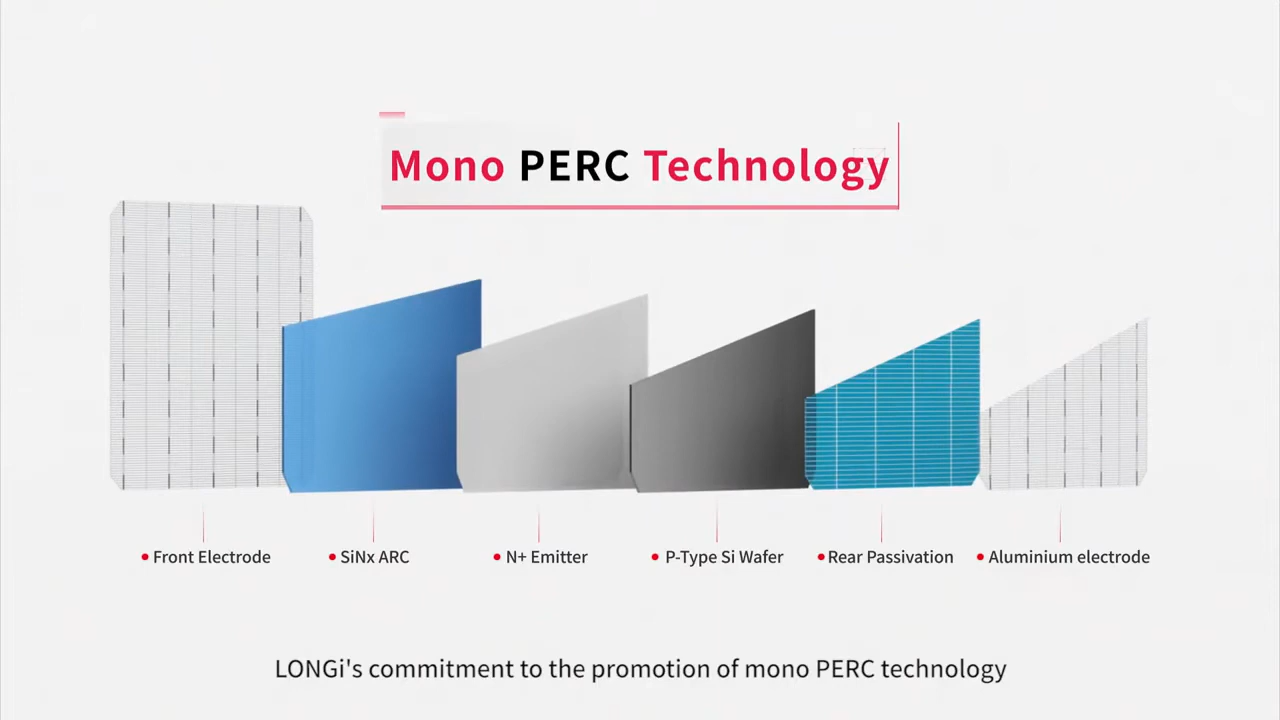 Mono PERC Technology
Front Electrode
SiNx ARC
N+ Emitter
P-Type Si Wafer
Rear Passivation
Aluminium electrode
LONGi's commitment to the promotion of mono PERC technology